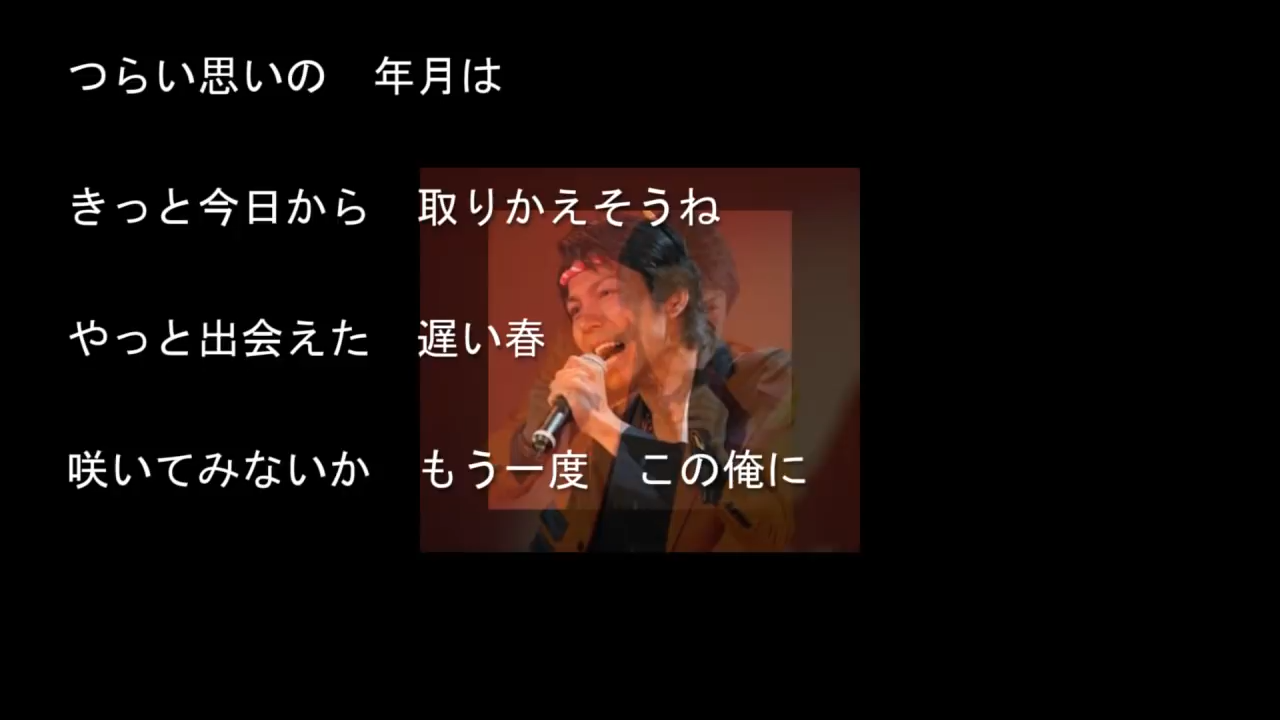 つらい思いの　年月は
きっと今日から　取りかえそうね
やっと出会えた　遅い春
咲いてみないか　もう一度　この俺に